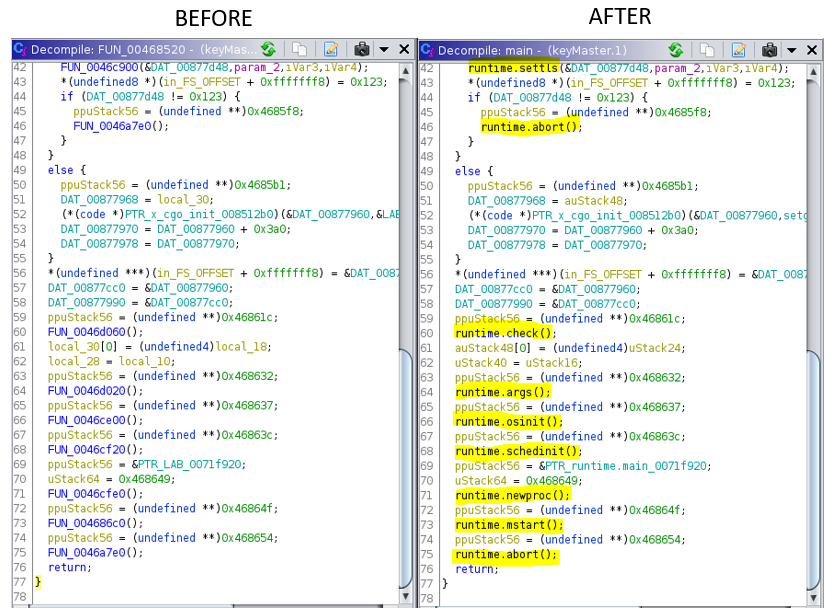 BEFORE
Decompile: FUN_00468520 - (keyMas...
42 FUN_0046c900(&DAT_00877d48,param_2,iVar3,iVar4);
43 *(undefined8 *)(in_FS_OFFSET + 0xfffffff8) = 0x123;
44 if (DAT_00877d48 != 0x123) {
45 ppuStack56 = (undefined **)0x4685f8;
46 FUN_0046a7e0();
47 }
48 }
49 else {
50 ppuStack56 = (undefined **)0x4685b1;
51 DAT_00877968 = local_30;
52 (*(code *)PTR_x_cgo_init_008512b0)(&DAT_00877960,&LAB
53 DAT_00877970 = DAT_00877960 + 0x3a0;
54 DAT_00877978 = DAT_00877970;
55 }
56 *(undefined ***)(in_FS_OFFSET + 0xfffffff8) = &DAT_0087
57 DAT_00877cc0 = &DAT_00877960;
58 DAT_00877990 = &DAT_00877cc0;
59 ppuStack56 = (undefined **)0x46861c;
60 FUN_0046d060();
61 local_30[0] = (undefined4)local_18;
62 local_28 = local_10;
63 ppuStack56 = (undefined **)0x468632;
64 FUN_0046d020();
65 ppuStack56 = (undefined **)0x468637;
66 FUN_0046ce00();
67 ppuStack56 = (undefined **)0x46863c;
68 FUN_0046cf20();
69 ppuStack56 = &PTR_LAB_0071f920;
70 uStack64 = 0x468649;
71 FUN_0046cfe0();
72 ppuStack56 = (undefined **)0x46864f;
73 FUN_004686c0();
74 ppuStack56 = (undefined **)0x468654;
75 FUN_0046a7e0();
76 return;
77 }
78
AFTER
Decompile: main - (keyMaster.1)
42 runtime.settls(&DAT_00877d48,param_2,iVar3,iVar4);
43 *(undefined8 *)(in_FS_OFFSET + 0xfffffff8) = 0x123;
44 if (DAT_00877d48 != 0x123) {
45 ppuStack56 = (undefined **)0x4685f8;
46 runtime.abort();
47 }
48 }
49 else {
50 ppuStack56 = (undefined **)0x4685b1;
51 DAT_00877968 = auStack48;
52 (*(code *)PTR_x_cgo_init_008512b0)(&DAT_00877960,setg
53 DAT_00877970 = DAT_00877960 + 0x3a0;
54 DAT_00877978 = DAT_00877970;
55 }
56 *(undefined ***)(in_FS_OFFSET + 0xfffffff8) = &DAT_0087
57 DAT_00877cc0 = &DAT_00877960;
58 DAT_00877990 = &DAT_00877cc0;
59 ppuStack56 = (undefined **)0x46861c;
60 runtime.check();
61 auStack48[0] = (undefined4)uStack24;
62 uStack40 = uStack16;
63 ppuStack56 = (undefined **)0x468632;
64 runtime.args();
65 ppuStack56 = (undefined **)0x468637;
66 runtime.osinit();
67 ppuStack56 = (undefined **)0x46863c;
68 runtime.schedinit();
69 ppuStack56 = &PTR_runtime.main_0071f920;
70 uStack64 = 0x468649;
71 runtime.newproc();
72 ppuStack56 = (undefined **)0x46864f;
73 runtime.mstart();
74 ppuStack56 = (undefined **)0x468654;
75 runtime.abort();
76 return;
77 }
78